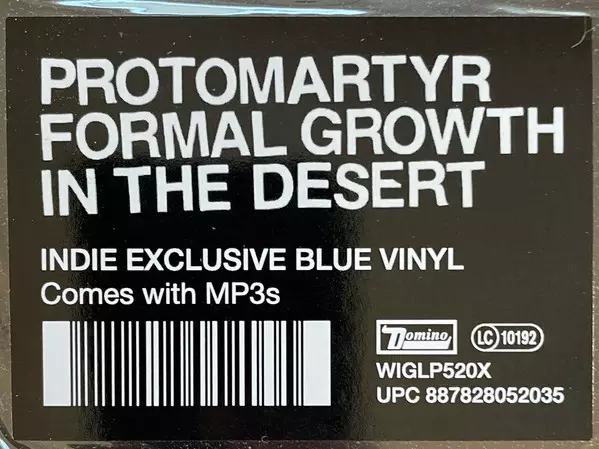 PROTOMARTYR
FORMAL GROWTH
IN THE DESERT
INDIE EXCLUSIVE BLUE VINYL
Comes with MP3s
Domino LC 10192
WIGLP520X
UPC 887828052035